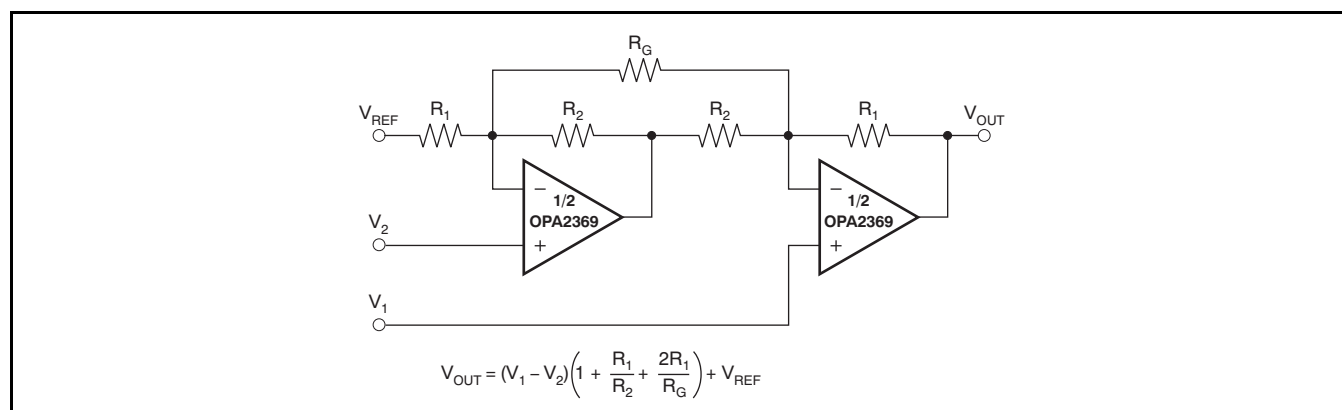 R_G
V_REF R_1 R_2 R_2 R_1 V_OUT
− 1/2 OPA2369 +
− 1/2 OPA2369 +
V_2
V_1
V_OUT = (V_1 − V_2)(1 + R_1/R_2 + 2R_1/R_G) + V_REF